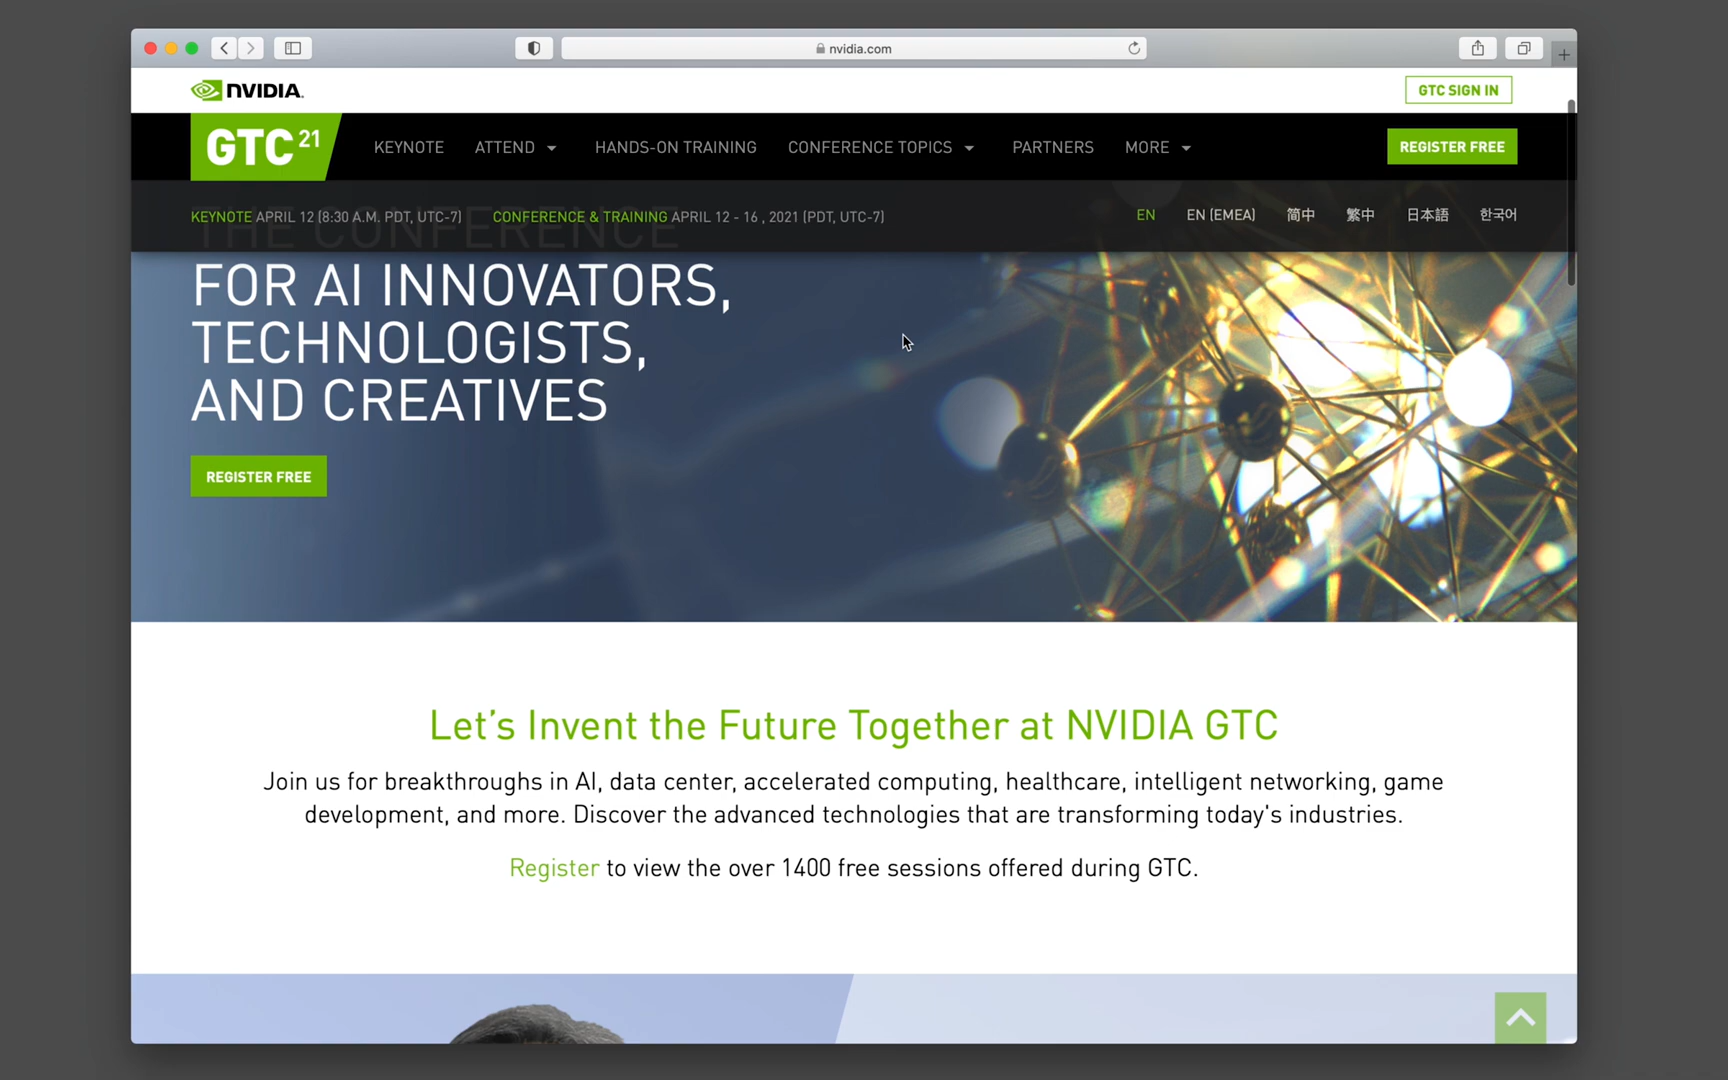 nvidia.com
NVIDIA.
GTC SIGN IN
GTC 21
KEYNOTE
ATTEND
HANDS-ON TRAINING
CONFERENCE TOPICS
PARTNERS
MORE
REGISTER FREE
KEYNOTE APRIL 12 (8:30 A.M. PDT, UTC-7)
CONFERENCE & TRAINING APRIL 12 - 16 , 2021 (PDT, UTC-7)
EN
EN (EMEA)
简中
繁中
日本語
한국어
THE CONFERENCE
FOR AI INNOVATORS,
TECHNOLOGISTS,
AND CREATIVES
REGISTER FREE
Let’s Invent the Future Together at NVIDIA GTC
Join us for breakthroughs in AI, data center, accelerated computing, healthcare, intelligent networking, game
development, and more. Discover the advanced technologies that are transforming today's industries.
Register to view the over 1400 free sessions offered during GTC.